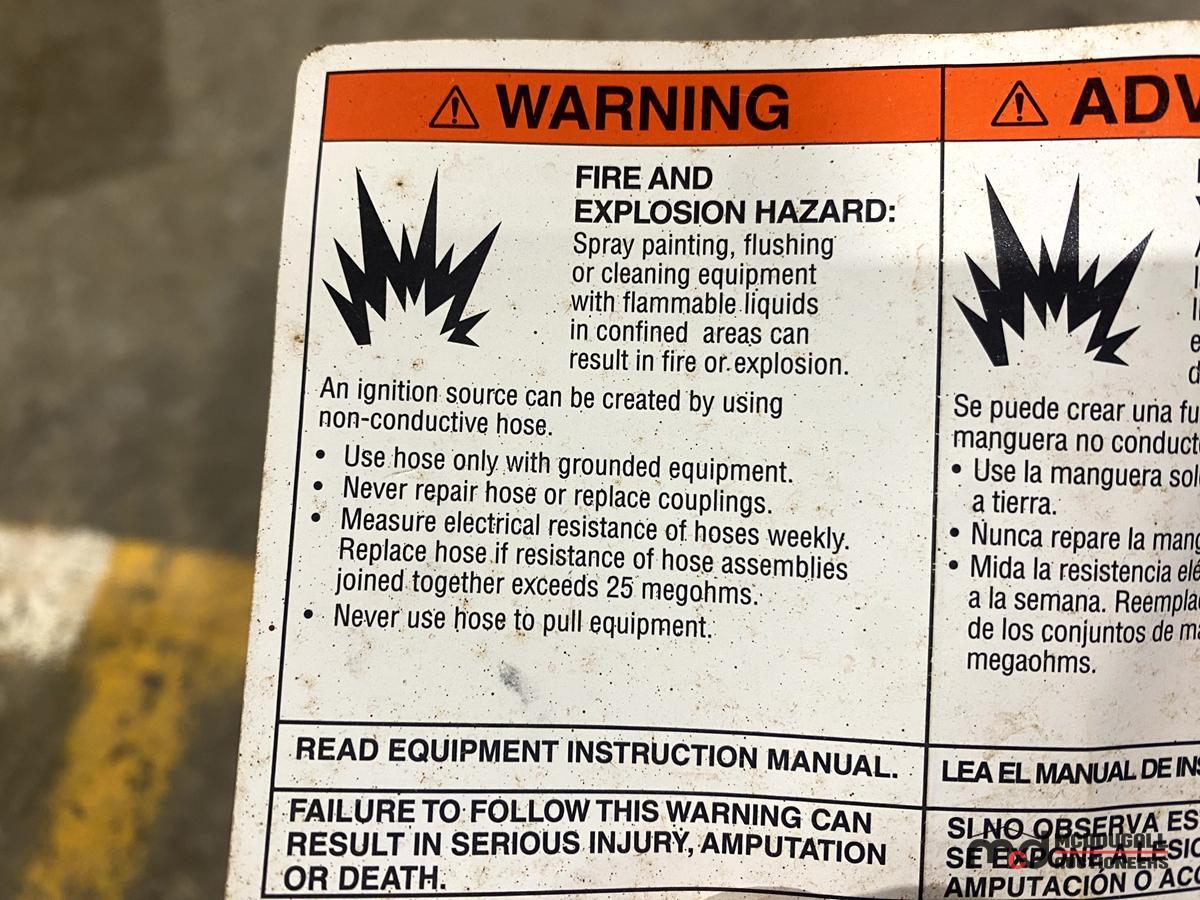 WARNING
FIRE AND
EXPLOSION HAZARD:
Spray painting, flushing
or cleaning equipment
with flammable liquids
in confined areas can
result in fire or explosion.
An ignition source can be created by using
non-conductive hose.
• Use hose only with grounded equipment.
• Never repair hose or replace couplings.
• Measure electrical resistance of hoses weekly.
Replace hose if resistance of hose assemblies
joined together exceeds 25 megohms.
• Never use hose to pull equipment.
READ EQUIPMENT INSTRUCTION MANUAL.
FAILURE TO FOLLOW THIS WARNING CAN
RESULT IN SERIOUS INJURY, AMPUTATION
OR DEATH.
Se puede crear una
manguera no
• Use la manguera
a tierra.
• Nunca repare la
• Mida la resistencia
a la semana.
de los conjuntos de
megaohms.
LEA EL MANUAL DE
SI NO OBSERVA
SE EXPONE A
AMPUTACIÓN O
MCDOUGALL
AUCTIONEERS